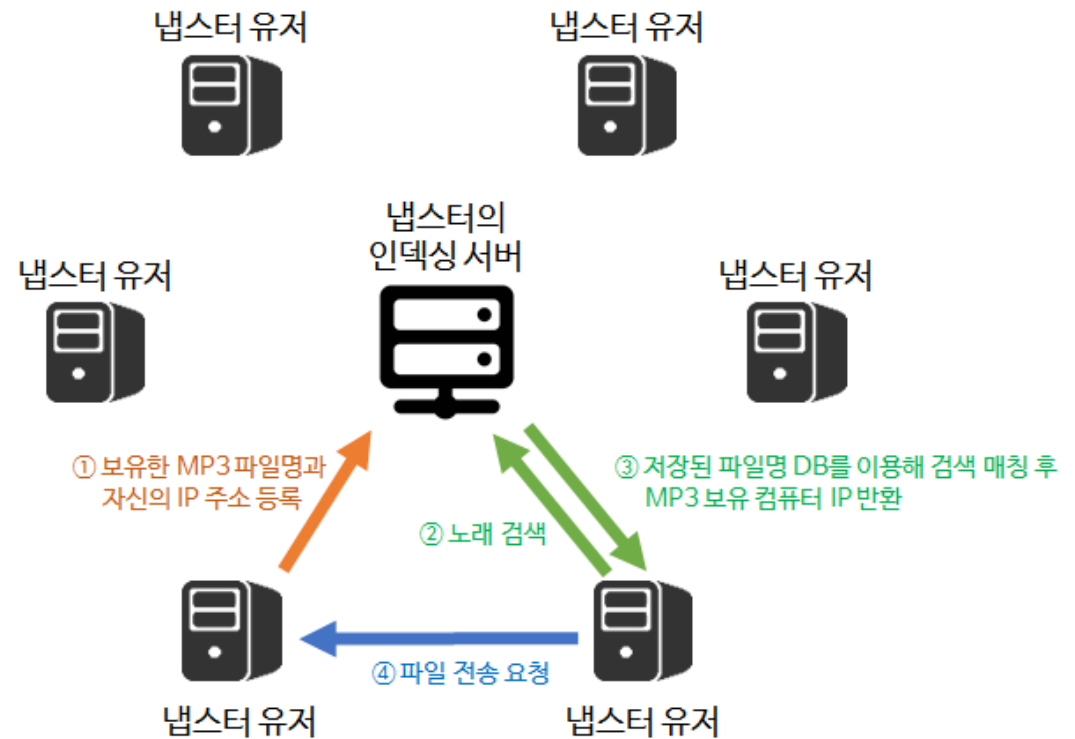 냅스터 유저
냅스터 유저
냅스터의
인덱싱 서버
냅스터 유저
냅스터 유저
① 보유한 MP3 파일명과
자신의 IP 주소 등록
③ 저장된 파일명 DB를 이용해 검색 매칭 후
MP3 보유 컴퓨터 IP 반환
② 노래 검색
④ 파일 전송 요청
냅스터 유저
냅스터 유저